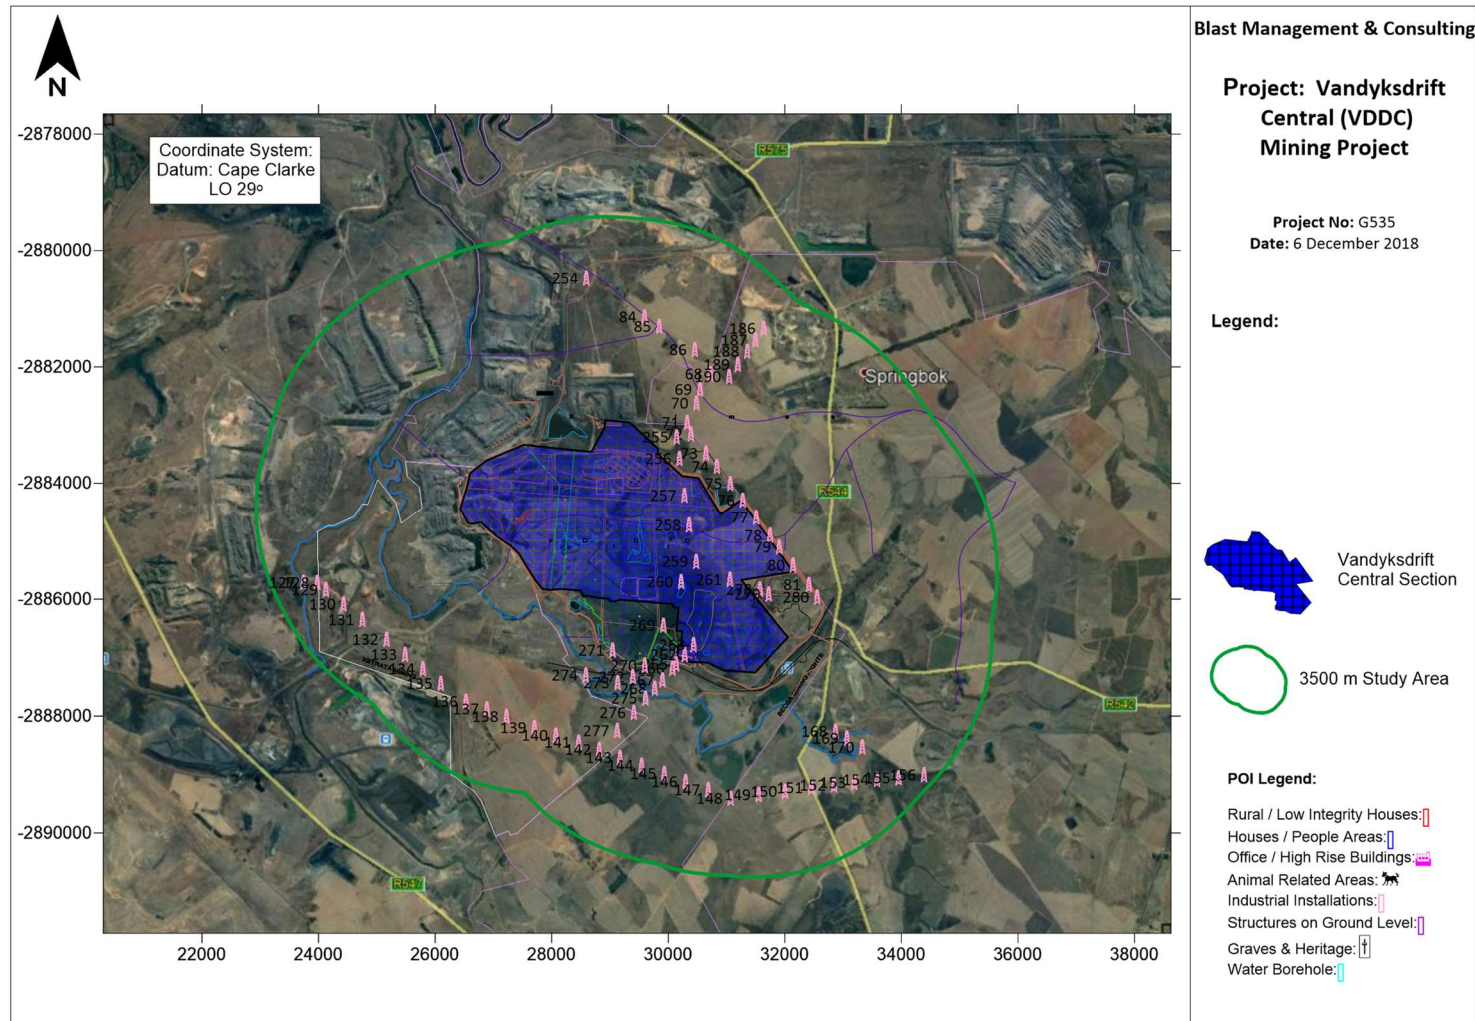 N
Coordinate System:
Datum: Cape Clarke
LO 29º
-2878000
-2880000
-2882000
-2884000
-2886000
-2888000
-2890000
22000 24000 26000 28000 30000 32000 34000 36000 38000
R575
Springbok
R544
R542
R547
254
84
85
86
186
187
188
189
190
68
69
70
71
255
73
256
74
75
257
76
77
258
78
79
259
80
260
261
81
280
127
128
129
130
131
132
133
134
135
136
137
138
139
140
141
142
143
144
145
146
147
148
149
150
151
152
153
154
155
156
168
169
170
269
271
270
274
268
275
276
277
Blast Management & Consulting
Project: Vandyksdrift
Central (VDDC)
Mining Project
Project No: G535
Date: 6 December 2018
Legend:
Vandyksdrift
Central Section
3500 m Study Area
POI Legend:
Rural / Low Integrity Houses:
Houses / People Areas:
Office / High Rise Buildings:
Animal Related Areas:
Industrial Installations:
Structures on Ground Level:
Graves & Heritage:
Water Borehole: